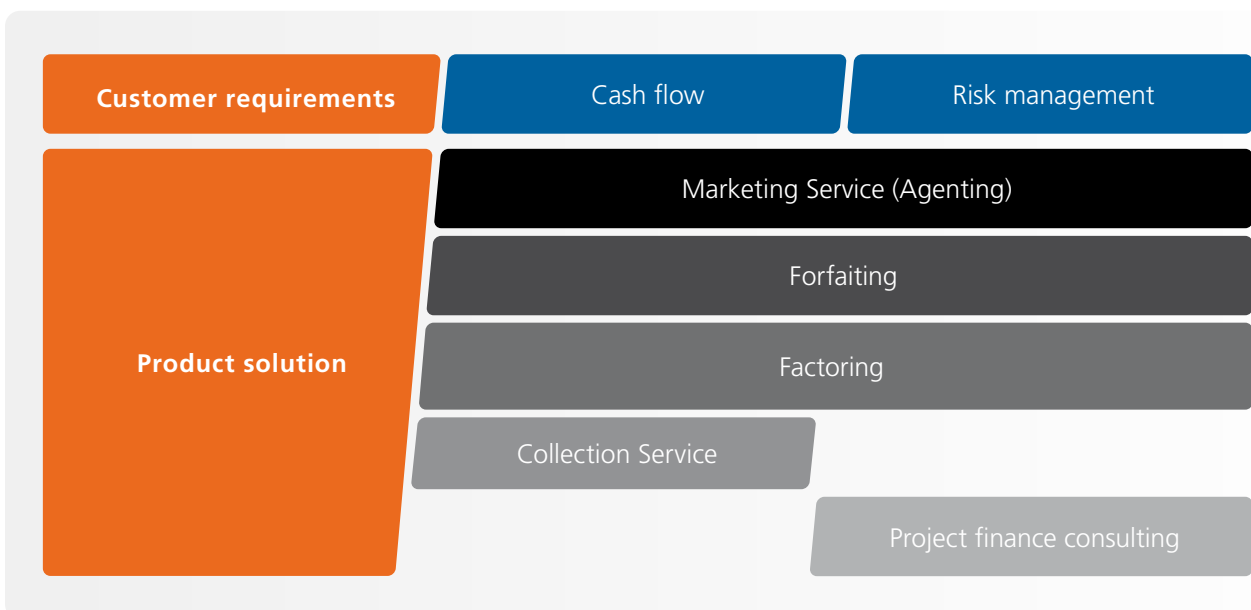 Customer requirements
Cash flow
Risk management
Product solution
Marketing Service (Agenting)
Forfaiting
Factoring
Collection Service
Project finance consulting